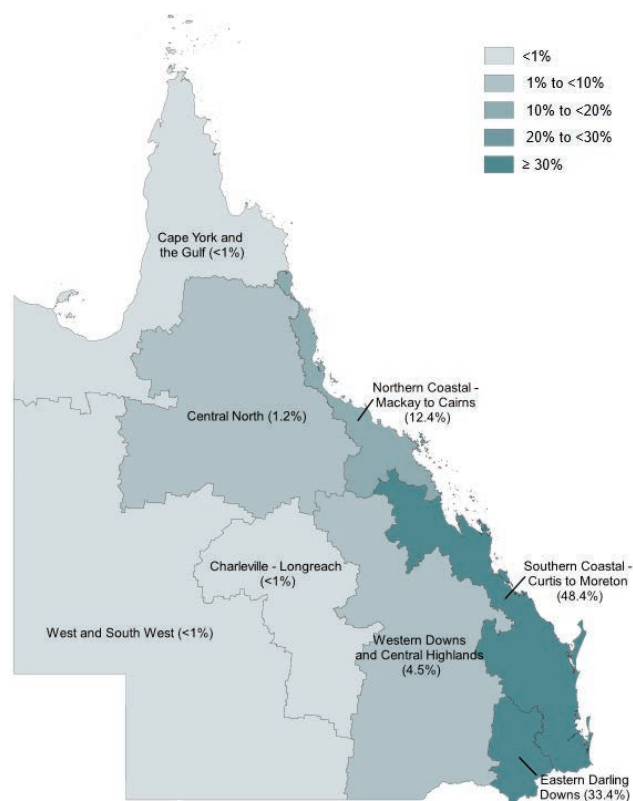 <1%
1% to <10%
10% to <20%
20% to <30%
≥ 30%
Cape York and
the Gulf (<1%)
Northern Coastal -
Mackay to Cairns
(12.4%)
Central North (1.2%)
Charleville - Longreach
(<1%)
Southern Coastal -
Curtis to Moreton
(48.4%)
West and South West (<1%)
Western Downs
and Central Highlands
(4.5%)
Eastern Darling
Downs (33.4%)